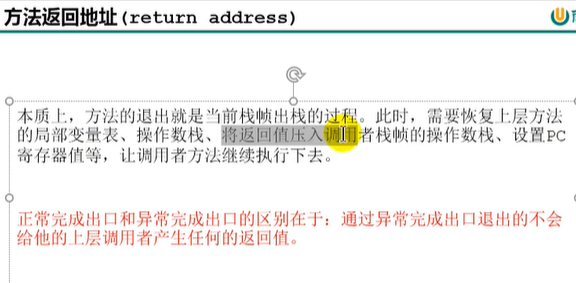 方法返回地址(return address)
本质上，方法的退出就是当前栈帧出栈的过程。此时，需要恢复上层方法
的局部变量表、操作数栈、将返回值压入调用者栈帧的操作数栈、设置PC
寄存器值等，让调用者方法继续执行下去。
正常完成出口和异常完成出口的区别在于：通过异常完成出口退出的不会
给他的上层调用者产生任何的返回值。